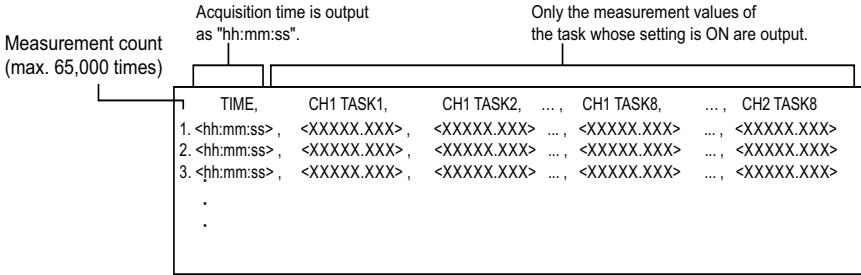 Acquisition time is output
as "hh:mm:ss".
Only the measurement values of
the task whose setting is ON are output.
Measurement count
(max. 65,000 times)
TIME, CH1 TASK1, CH1 TASK2, ... , CH1 TASK8, ... , CH2 TASK8
1. <hh:mm:ss> , <XXXXX.XXX> , <XXXXX.XXX> ... , <XXXXX.XXX> ... , <XXXXX.XXX>
2. <hh:mm:ss> , <XXXXX.XXX> , <XXXXX.XXX> ... , <XXXXX.XXX> ... , <XXXXX.XXX>
3. <hh:mm:ss> , <XXXXX.XXX> , <XXXXX.XXX> ... , <XXXXX.XXX> ... , <XXXXX.XXX>
.
.
.